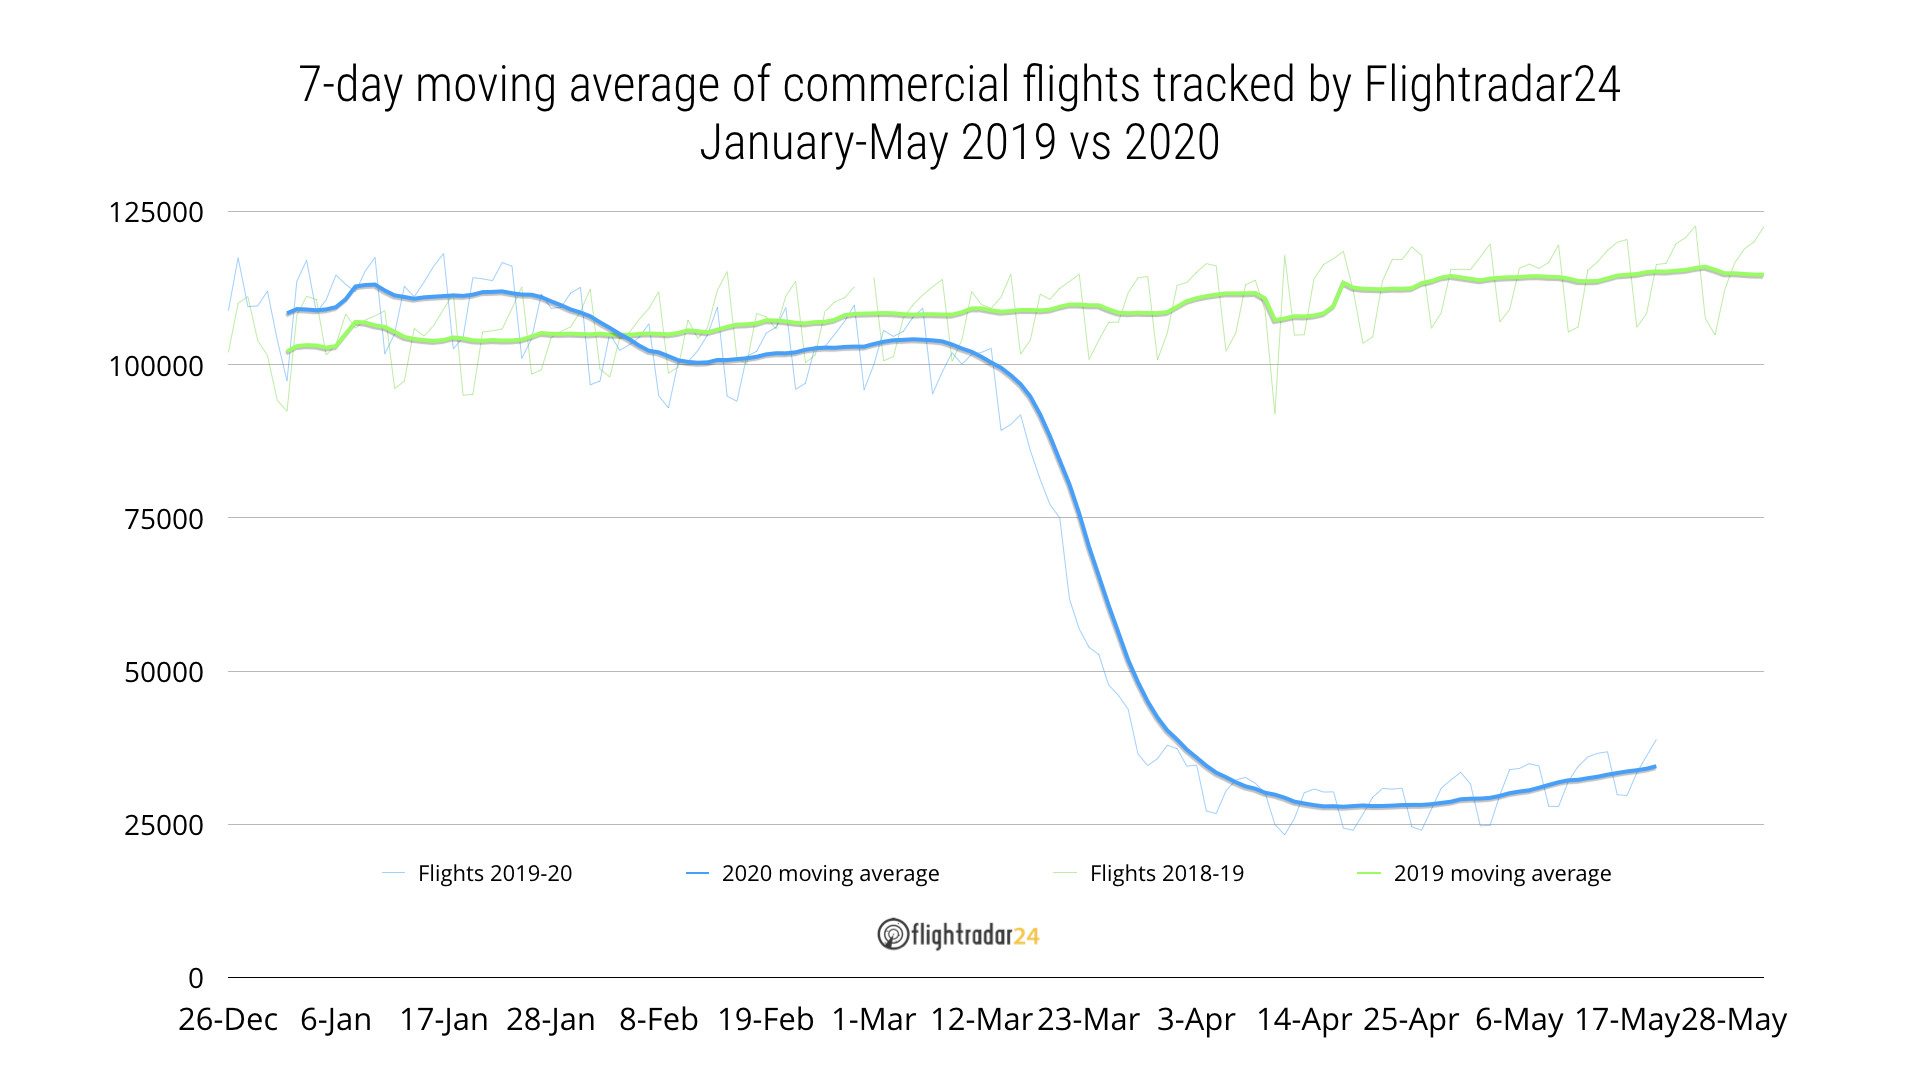 7-day moving average of commercial flights tracked by Flightradar24
January-May 2019 vs 2020
125000
100000
75000
50000
25000
Flights 2019-20 2020 moving average Flights 2018-19 2019 moving average
flightradar24
0
26-Dec 6-Jan 17-Jan 28-Jan 8-Feb 19-Feb 1-Mar 12-Mar 23-Mar 3-Apr 14-Apr 25-Apr 6-May 17-May 28-May